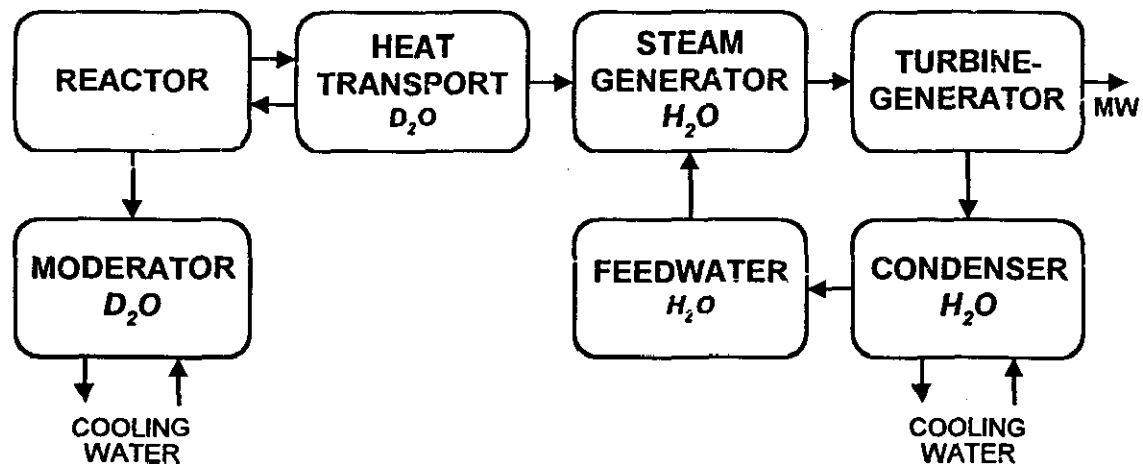 REACTOR
HEAT
TRANSPORT
D₂O
STEAM
GENERATOR
H₂O
TURBINE-
GENERATOR
MW
MODERATOR
D₂O
FEEDWATER
H₂O
CONDENSER
H₂O
COOLING
WATER
COOLING
WATER